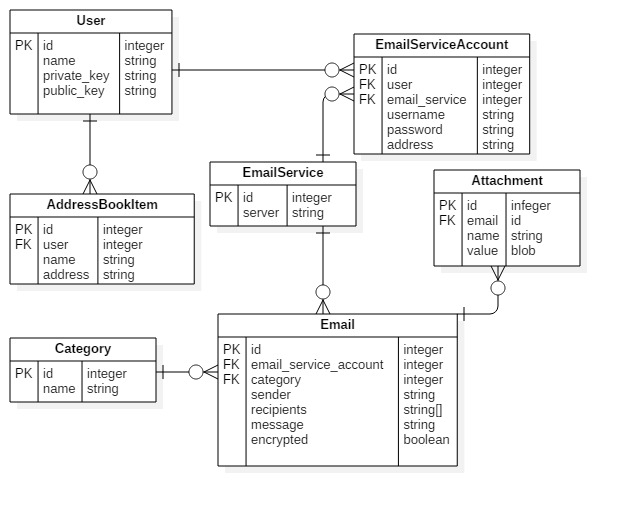 User
PK id integer
name string
private_key string
public_key string
EmailServiceAccount
PK id integer
FK user integer
FK email_service integer
username string
password string
address string
EmailService
PK id integer
server string
Attachment
PK id infeger
FK email id
name string
value blob
AddressBookItem
PK id integer
FK user integer
name string
address string
Email
PK id integer
FK email_service_account integer
FK category integer
sender string
recipients string[]
message string
encrypted boolean
Category
PK id integer
name string